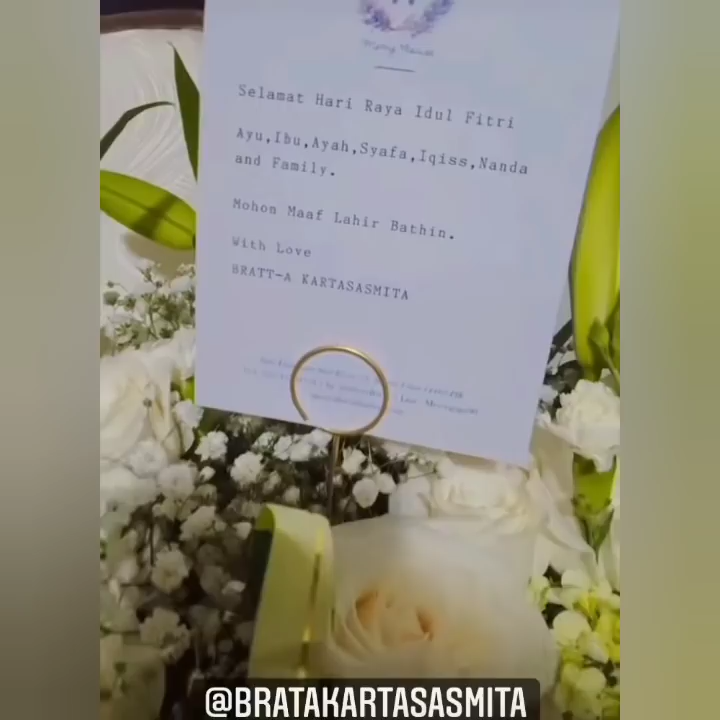 Selamat Hari Raya Idul Fitri
Ayu,Ibu,Ayah,Syafa,Iqiss,Nanda
and Family.
Mohon Maaf Lahir Bathin.
With Love
BRATT-A KARTASASMITA
@BRATAKARTASASMITA